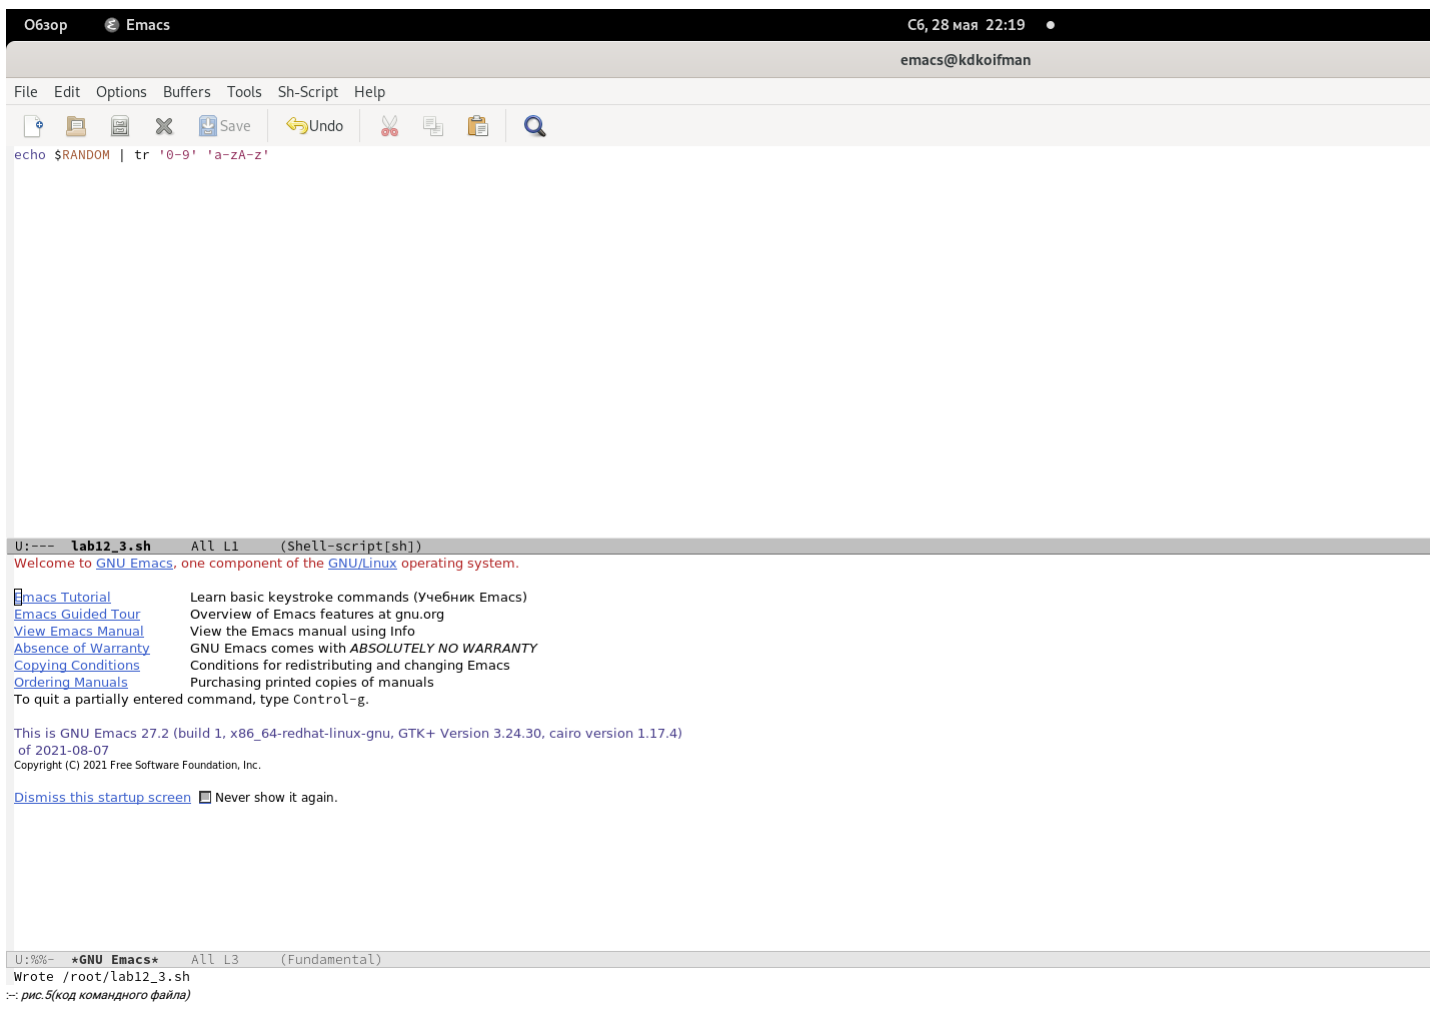 Обзор Emacs Сб, 28 мая 22:19
emacs@kdkoifman
File Edit Options Buffers Tools Sh-Script Help
Save Undo
echo $RANDOM | tr '0-9' 'a-zA-z'
U:--- lab12_3.sh All L1 (Shell-script[sh])
Welcome to GNU Emacs, one component of the GNU/Linux operating system.
Emacs Tutorial Learn basic keystroke commands (Учебник Emacs)
Emacs Guided Tour Overview of Emacs features at gnu.org
View Emacs Manual View the Emacs manual using Info
Absence of Warranty GNU Emacs comes with ABSOLUTELY NO WARRANTY
Copying Conditions Conditions for redistributing and changing Emacs
Ordering Manuals Purchasing printed copies of manuals
To quit a partially entered command, type Control-g.
This is GNU Emacs 27.2 (build 1, x86_64-redhat-linux-gnu, GTK+ Version 3.24.30, cairo version 1.17.4)
of 2021-08-07
Copyright (C) 2021 Free Software Foundation, Inc.
Dismiss this startup screen Never show it again.
U:%%- *GNU Emacs* All L3 (Fundamental)
Wrote /root/lab12_3.sh
:--: рис.5(код командного файла)